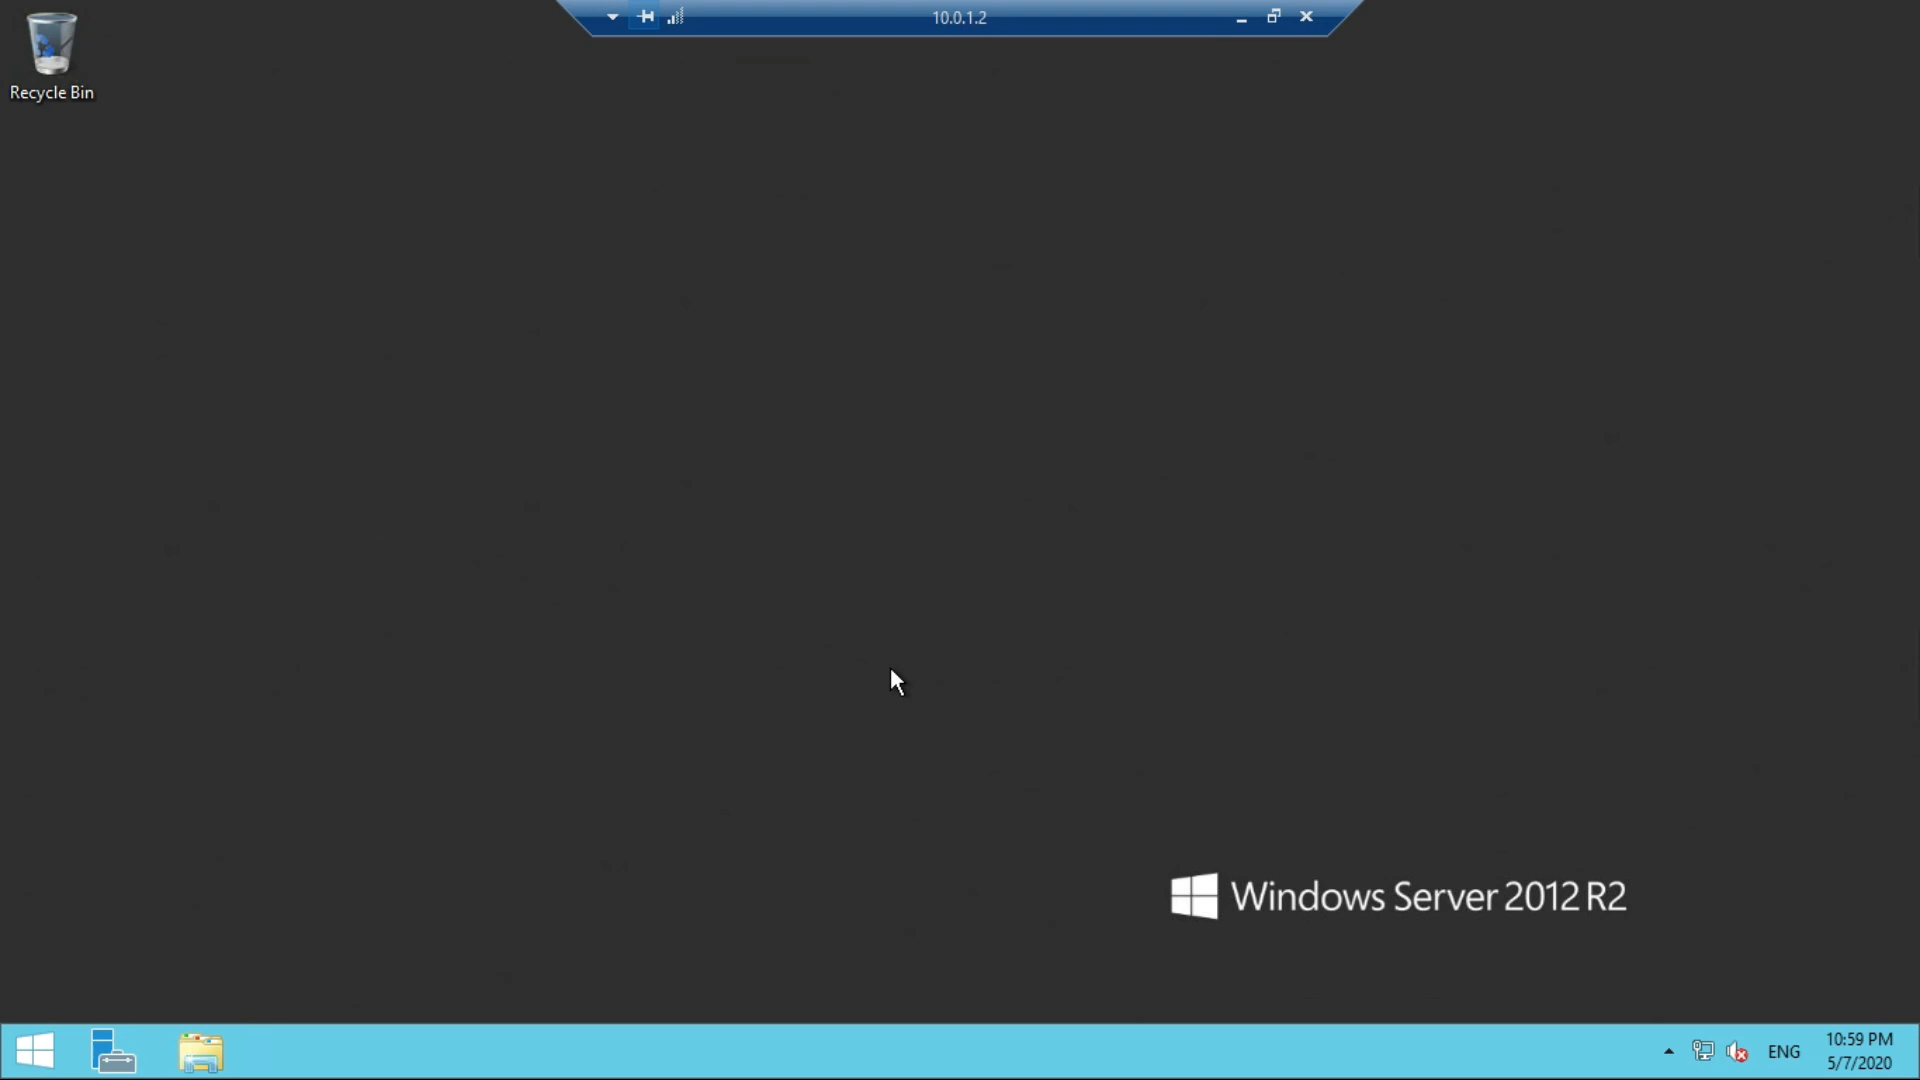 10.0.1.2
Recycle Bin
Windows Server 2012 R2
ENG
10:59 PM
5/7/2020